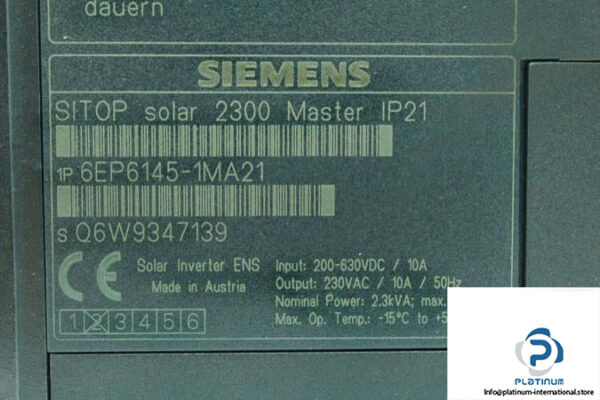 dauern
SIEMENS
SITOP solar 2300 Master IP21
1P 6EP6145-1MA21
S Q6W9347139
CE
Solar Inverter ENS
Made in Austria
Input: 200-630VDC / 10A
Output: 230VAC / 10A / 50Hz
Nominal Power: 2.3kVA; max.
Max. Op. Temp.: -15°C to
1 2 3 4 5 6
PLATINUM
Info@platinum-international.store